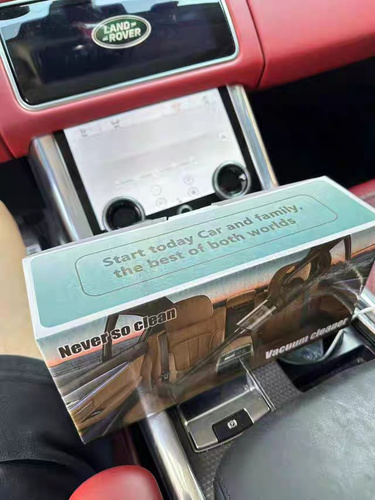 LAND
ROVER
Start today Car and family,
the best of both worlds
Never so clean
Vacuum cleaner